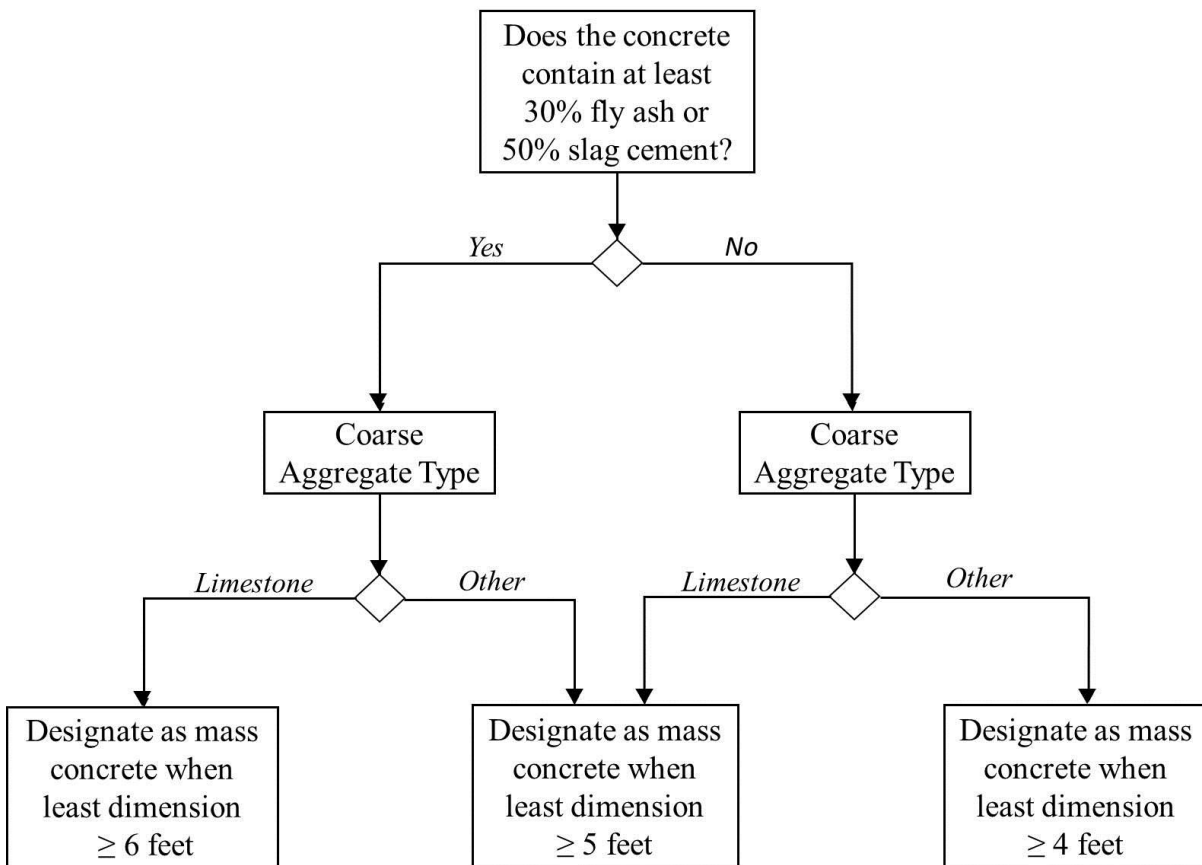 Does the concrete
contain at least
30% fly ash or
50% slag cement?
Yes
No
Coarse
Aggregate Type
Coarse
Aggregate Type
Limestone
Other
Limestone
Other
Designate as mass
concrete when
least dimension
≥ 6 feet
Designate as mass
concrete when
least dimension
≥ 5 feet
Designate as mass
concrete when
least dimension
≥ 4 feet